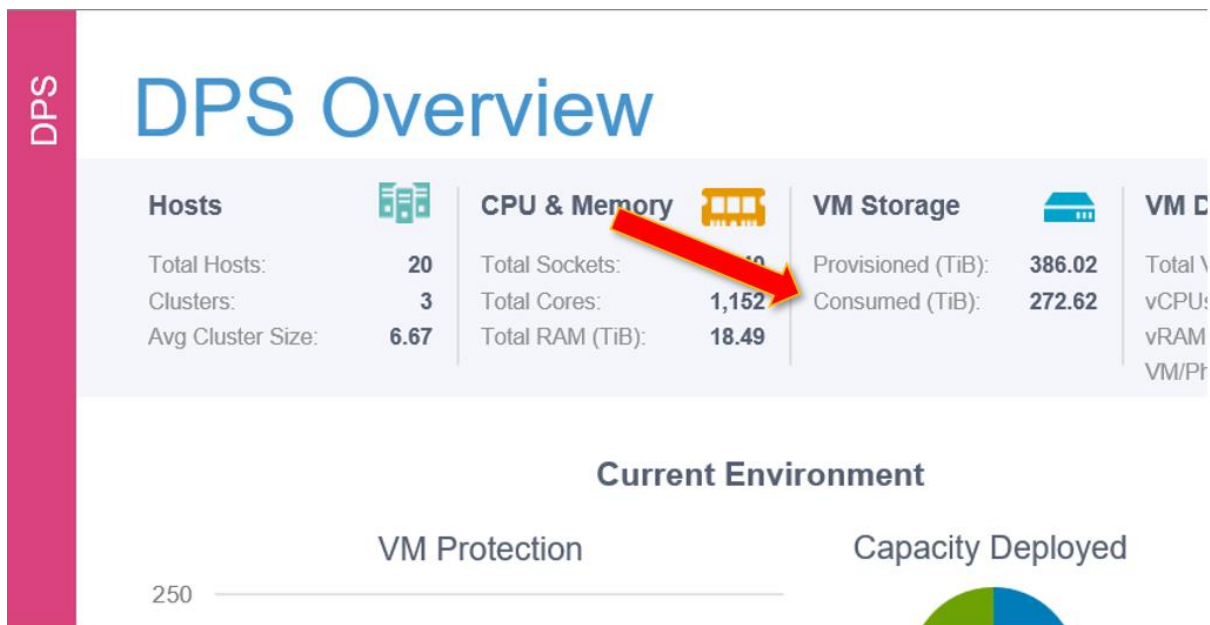 DPS
DPS Overview
Hosts
Total Hosts: 20
Clusters: 3
Avg Cluster Size: 6.67
CPU & Memory
Total Sockets:
Total Cores: 1,152
Total RAM (TiB): 18.49
VM Storage
Provisioned (TiB): 386.02
Consumed (TiB): 272.62
VM
Total
Current Environment
VM Protection
250
Capacity Deployed